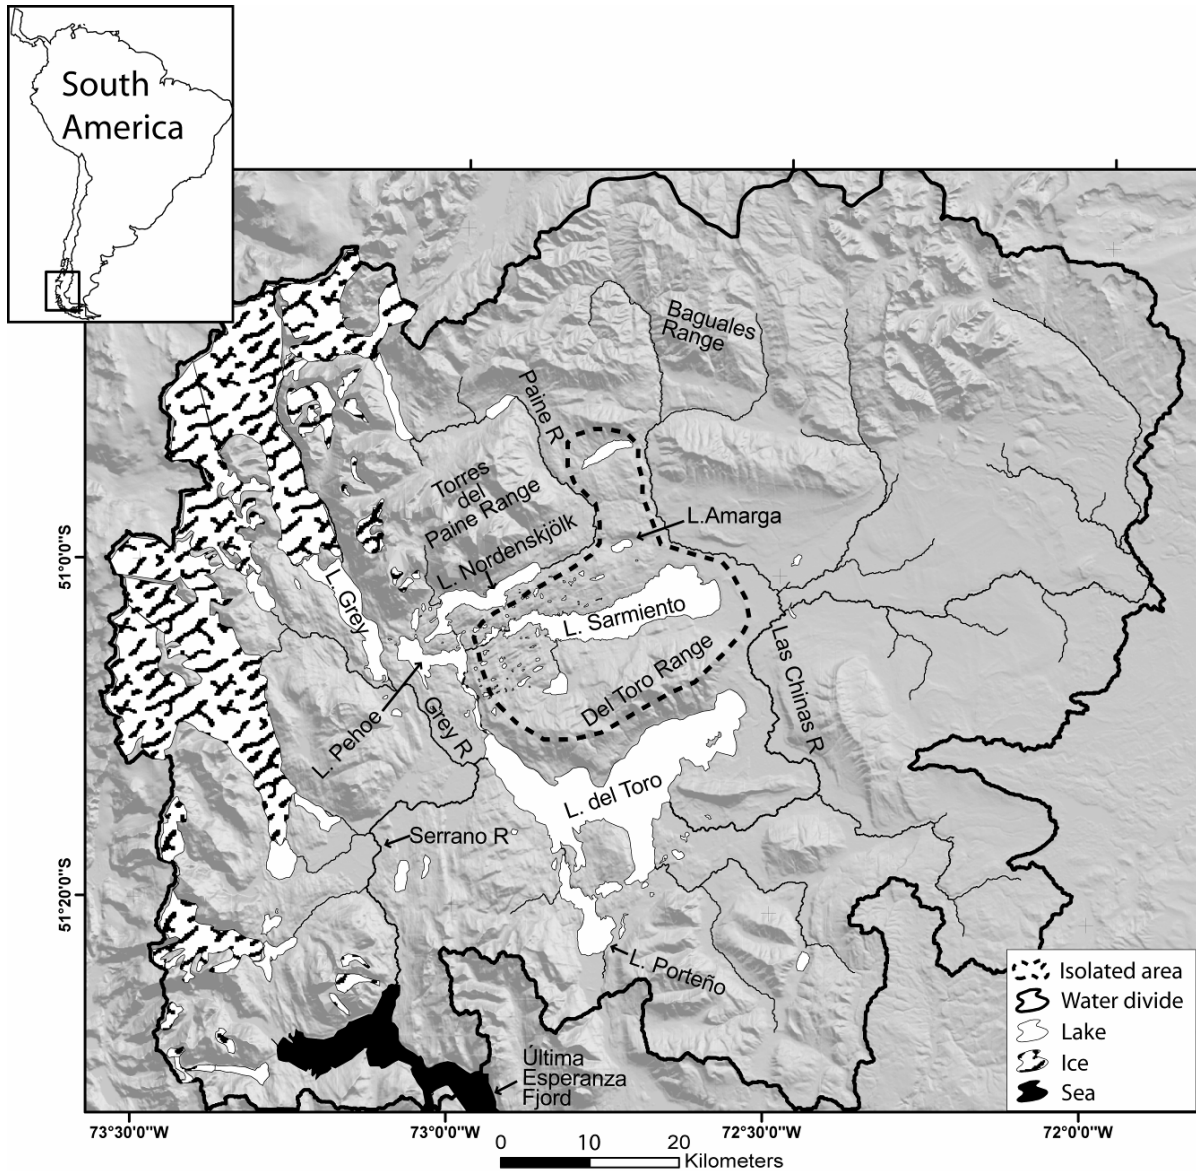 South
America
Baguales
Range
Paine R
Torres
del
Paine Range
L.Amarga
L. Nordenskjölk
51°0'0"S
L. Grey
L. Sarmiento
Las Chinas R
Del Toro Range
L. Pehoe
Grey R
L. del Toro
Serrano R
51°20'0"S
L. Porteño
Isolated area
Water divide
Lake
Ice
Sea
Última
Esperanza
Fjord
73°30'0"W
73°0'0"W
72°30'0"W
72°0'0"W
0 10 20
Kilometers